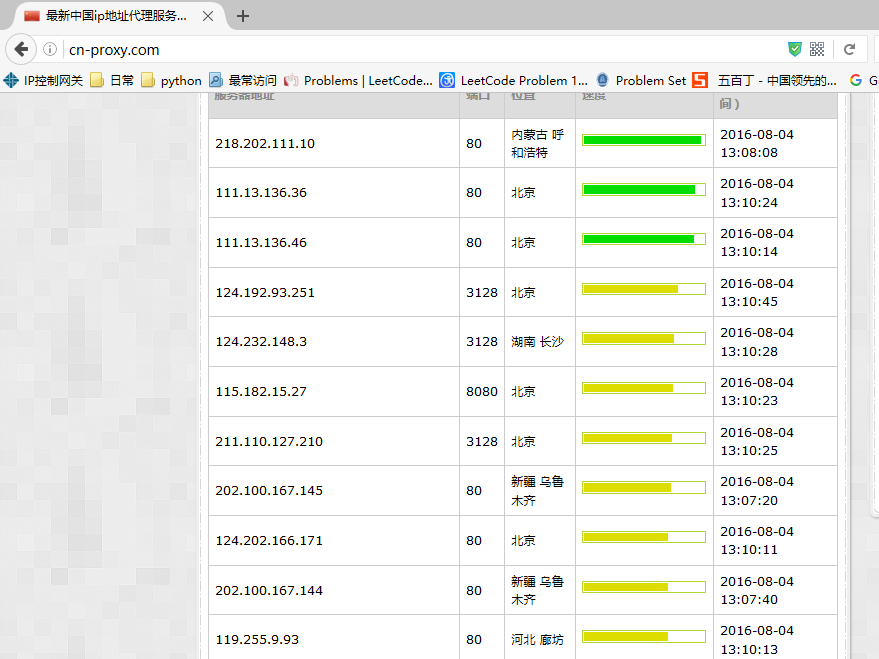 最新中国ip地址代理服务...
cn-proxy.com
IP控制网关 日常 python 最常访问 Problems | LeetCode... LeetCode Problem 1... Problem Set 五百丁 - 中国领先的...
服务器地址 端口 位置 速度 间）
218.202.111.10 80 内蒙古 呼和浩特 2016-08-04 13:08:08
111.13.136.36 80 北京 2016-08-04 13:10:24
111.13.136.46 80 北京 2016-08-04 13:10:14
124.192.93.251 3128 北京 2016-08-04 13:10:45
124.232.148.3 3128 湖南 长沙 2016-08-04 13:10:28
115.182.15.27 8080 北京 2016-08-04 13:10:23
211.110.127.210 3128 北京 2016-08-04 13:10:25
202.100.167.145 80 新疆 乌鲁木齐 2016-08-04 13:07:20
124.202.166.171 80 北京 2016-08-04 13:10:11
202.100.167.144 80 新疆 乌鲁木齐 2016-08-04 13:07:40
119.255.9.93 80 河北 廊坊 2016-08-04 13:10:13